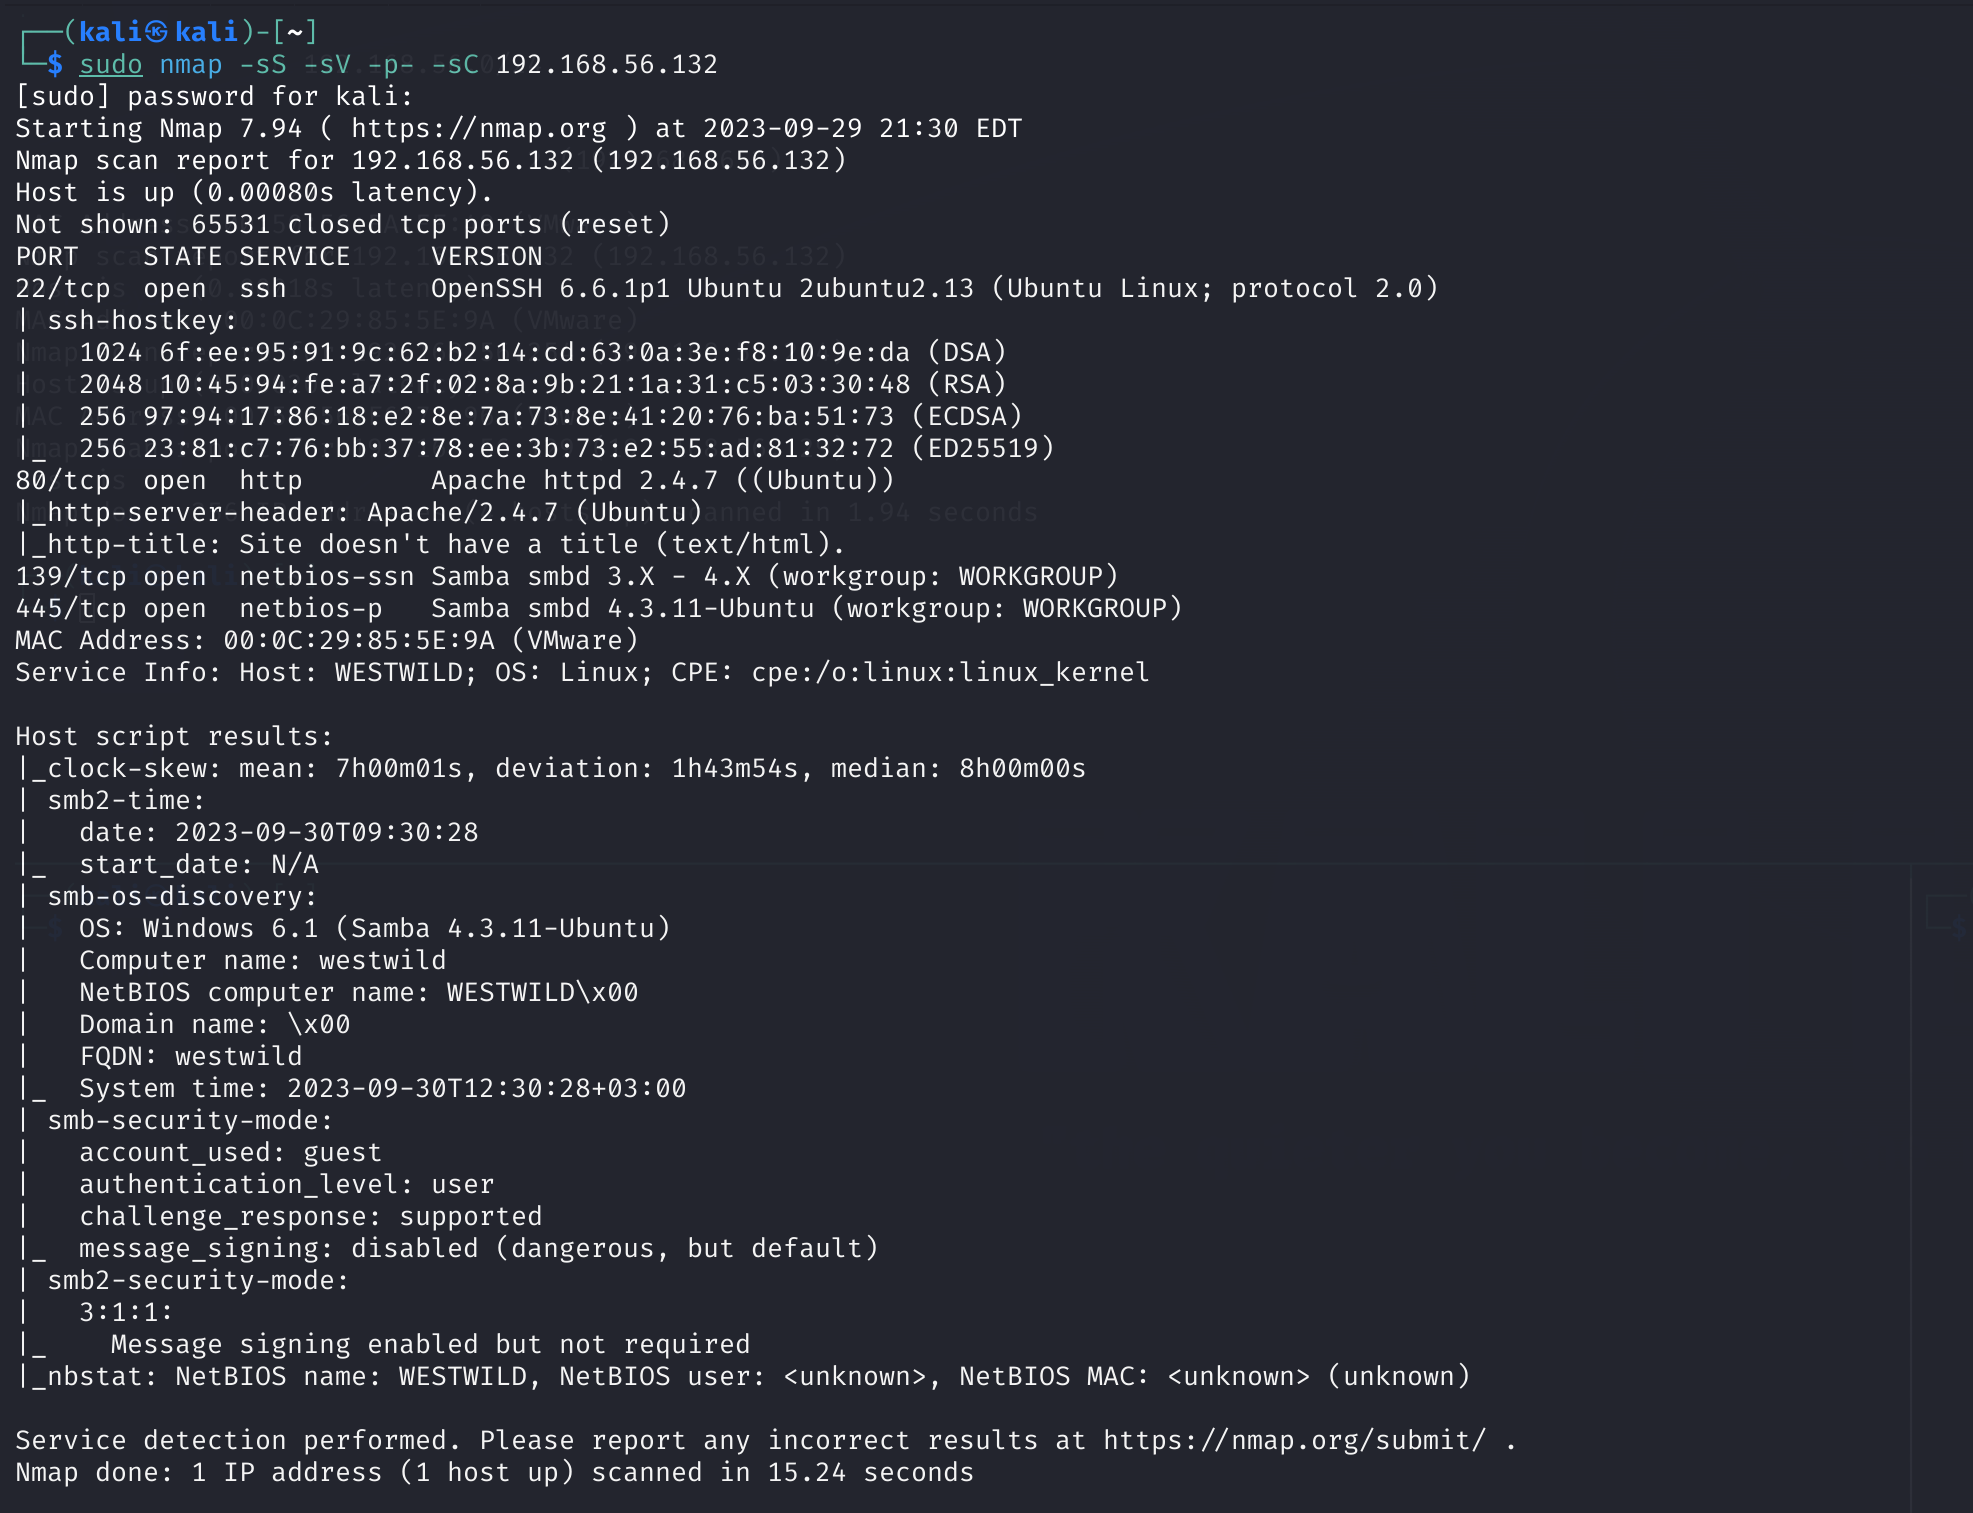 ┌──(kali㉿kali)-[~]
└─$ sudo nmap -sS -sV -p- -sC 192.168.56.132
[sudo] password for kali:
Starting Nmap 7.94 ( https://nmap.org ) at 2023-09-29 21:30 EDT
Nmap scan report for 192.168.56.132 (192.168.56.132)
Host is up (0.00080s latency).
Not shown: 65531 closed tcp ports (reset)
PORT    STATE SERVICE     VERSION
22/tcp  open  ssh         OpenSSH 6.6.1p1 Ubuntu 2ubuntu2.13 (Ubuntu Linux; protocol 2.0)
| ssh-hostkey:
|   1024 6f:ee:95:91:9c:62:b2:14:cd:63:0a:3e:f8:10:9e:da (DSA)
|   2048 10:45:94:fe:a7:2f:02:8a:9b:21:1a:31:c5:03:30:48 (RSA)
|   256 97:94:17:86:18:e2:8e:7a:73:8e:41:20:76:ba:51:73 (ECDSA)
|_  256 23:81:c7:76:bb:37:78:ee:3b:73:e2:55:ad:81:32:72 (ED25519)
80/tcp  open  http        Apache httpd 2.4.7 ((Ubuntu))
|_http-server-header: Apache/2.4.7 (Ubuntu)
|_http-title: Site doesn't have a title (text/html).
139/tcp open  netbios-ssn Samba smbd 3.X - 4.X (workgroup: WORKGROUP)
445/tcp open  netbios-p   Samba smbd 4.3.11-Ubuntu (workgroup: WORKGROUP)
MAC Address: 00:0C:29:85:5E:9A (VMware)
Service Info: Host: WESTWILD; OS: Linux; CPE: cpe:/o:linux:linux_kernel

Host script results:
|_clock-skew: mean: 7h00m01s, deviation: 1h43m54s, median: 8h00m00s
| smb2-time:
|   date: 2023-09-30T09:30:28
|_  start_date: N/A
| smb-os-discovery:
|   OS: Windows 6.1 (Samba 4.3.11-Ubuntu)
|   Computer name: westwild
|   NetBIOS computer name: WESTWILD\x00
|   Domain name: \x00
|   FQDN: westwild
|_  System time: 2023-09-30T12:30:28+03:00
| smb-security-mode:
|   account_used: guest
|   authentication_level: user
|   challenge_response: supported
|_  message_signing: disabled (dangerous, but default)
| smb2-security-mode:
|   3:1:1:
|_    Message signing enabled but not required
|_nbstat: NetBIOS name: WESTWILD, NetBIOS user: <unknown>, NetBIOS MAC: <unknown> (unknown)

Service detection performed. Please report any incorrect results at https://nmap.org/submit/ .
Nmap done: 1 IP address (1 host up) scanned in 15.24 seconds